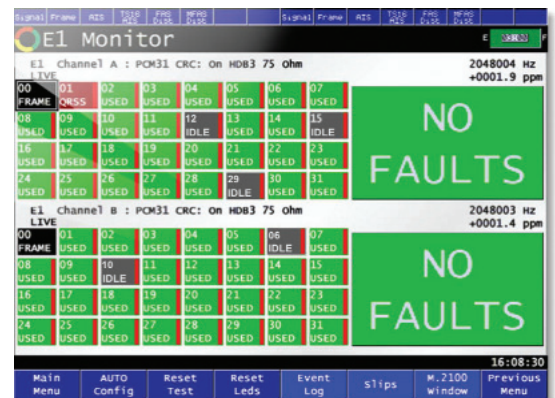 Signal Frame AIS TS16 AIS FAS Dist MFAS Dist Signal Frame AIS TS16 AIS FAS Dist MFAS Dist
E1 Monitor E
E1 Channel A : PCM31 CRC: On HDB3 75 Ohm 2048004 Hz
LIVE +0001.9 ppm
00 01 02 03 04 05 06 07
FRAME QRSS USED USED USED USED USED USED
08 09 10 11 12 13 14 15
USED USED USED USED IDLE USED USED IDLE
16 17 18 19 20 21 22 23
USED USED USED USED USED USED USED USED
24 25 26 27 28 29 30 31
USED USED USED USED USED IDLE USED USED
NO
FAULTS
E1 Channel B : PCM31 CRC: On HDB3 75 Ohm 2048003 Hz
LIVE +0001.4 ppm
00 01 02 03 04 05 06 07
FRAME USED USED USED USED USED IDLE USED
08 09 10 11 12 13 14 15
USED USED IDLE USED USED USED USED USED
16 17 18 19 20 21 22 23
USED USED USED USED USED USED USED USED
24 25 26 27 28 29 30 31
USED USED USED USED USED USED USED USED
NO
FAULTS
16:08:30
Main Menu
AUTO Config
Reset Test
Reset Leds
Event Log
Slips
M.2100 Window
Previous Menu